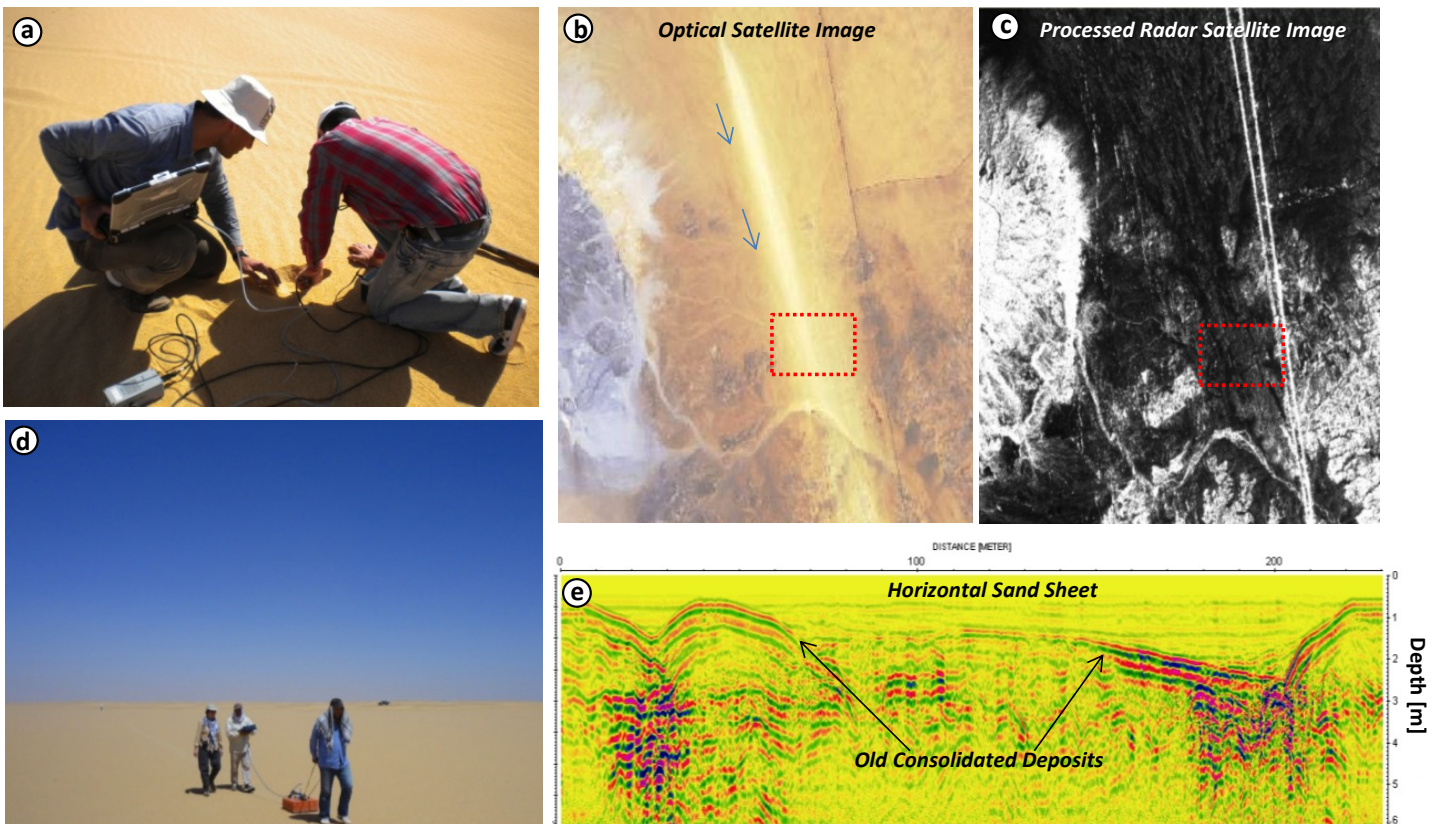 a
b
Optical Satellite Image
c
Processed Radar Satellite Image
d
DISTANCE [METER]
0
100
200
e
Horizontal Sand Sheet
0
1
2
3
4
5
6
Depth [m]
Old Consolidated Deposits